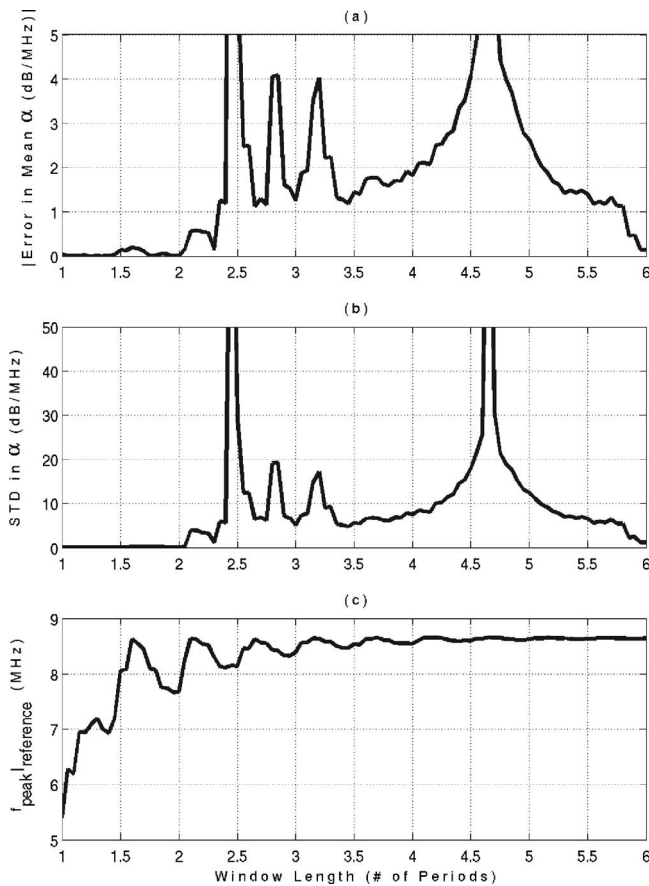 (a)
|Error in Mean α (dB/MHz)|
5
4
3
2
1
0
1 1.5 2 2.5 3 3.5 4 4.5 5 5.5 6
(b)
STD in α (dB/MHz)
50
40
30
20
10
0
1 1.5 2 2.5 3 3.5 4 4.5 5 5.5 6
(c)
f peak|reference (MHz)
9
8
7
6
5
1 1.5 2 2.5 3 3.5 4 4.5 5 5.5 6
Window Length (# of Periods)